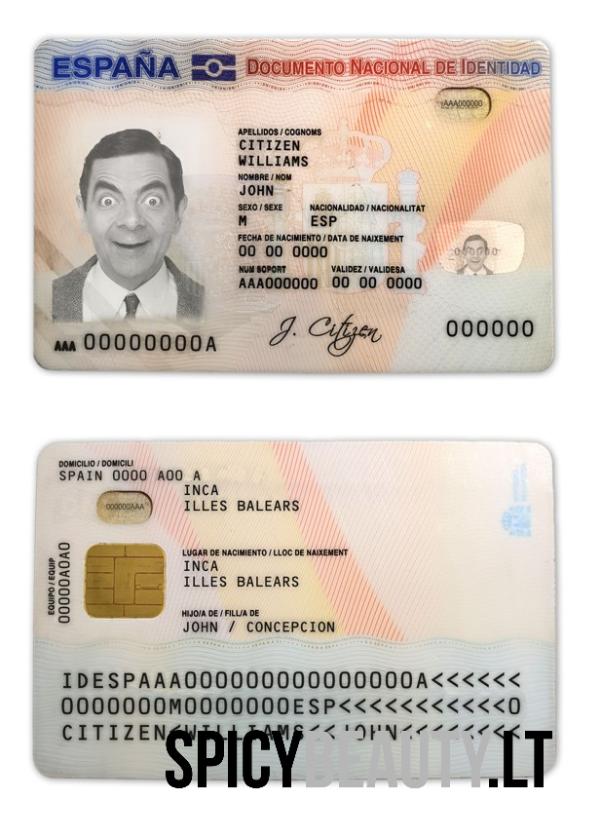 ESPAÑA DOCUMENTO NACIONAL DE IDENTIDAD
AAA000000
APELLIDOS / COGNOMS
CITIZEN
WILLIAMS
NOMBRE / NOM
JOHN
SEXO / SEXE NACIONALIDAD / NACIONALITAT
M ESP
FECHA DE NACIMIENTO / DATA DE NAIXEMENT
00 00 0000
NUM SOPORT VALIDEZ / VALIDESA
AAA000000 00 00 0000
J. Citizen
AAA 00000000A 000000
DOMICILIO / DOMICILI
SPAIN 0000 A00 A
INCA
000000AAA
ILLES BALEARS
EQUIPO / EQUIP
00000A0A0
LUGAR DE NACIMIENTO / LLOC DE NAIXEMENT
INCA
ILLES BALEARS
HIJO/A DE / FILL/A DE
JOHN / CONCEPCION
IDESPAAA000000000000000A<<<<<<
0000000M0000000ESP<<<<<<<<<<<0
CITIZEN<WILLIAMS<<JOHN<<<<<<<<
SPICYBEAUTY.LT